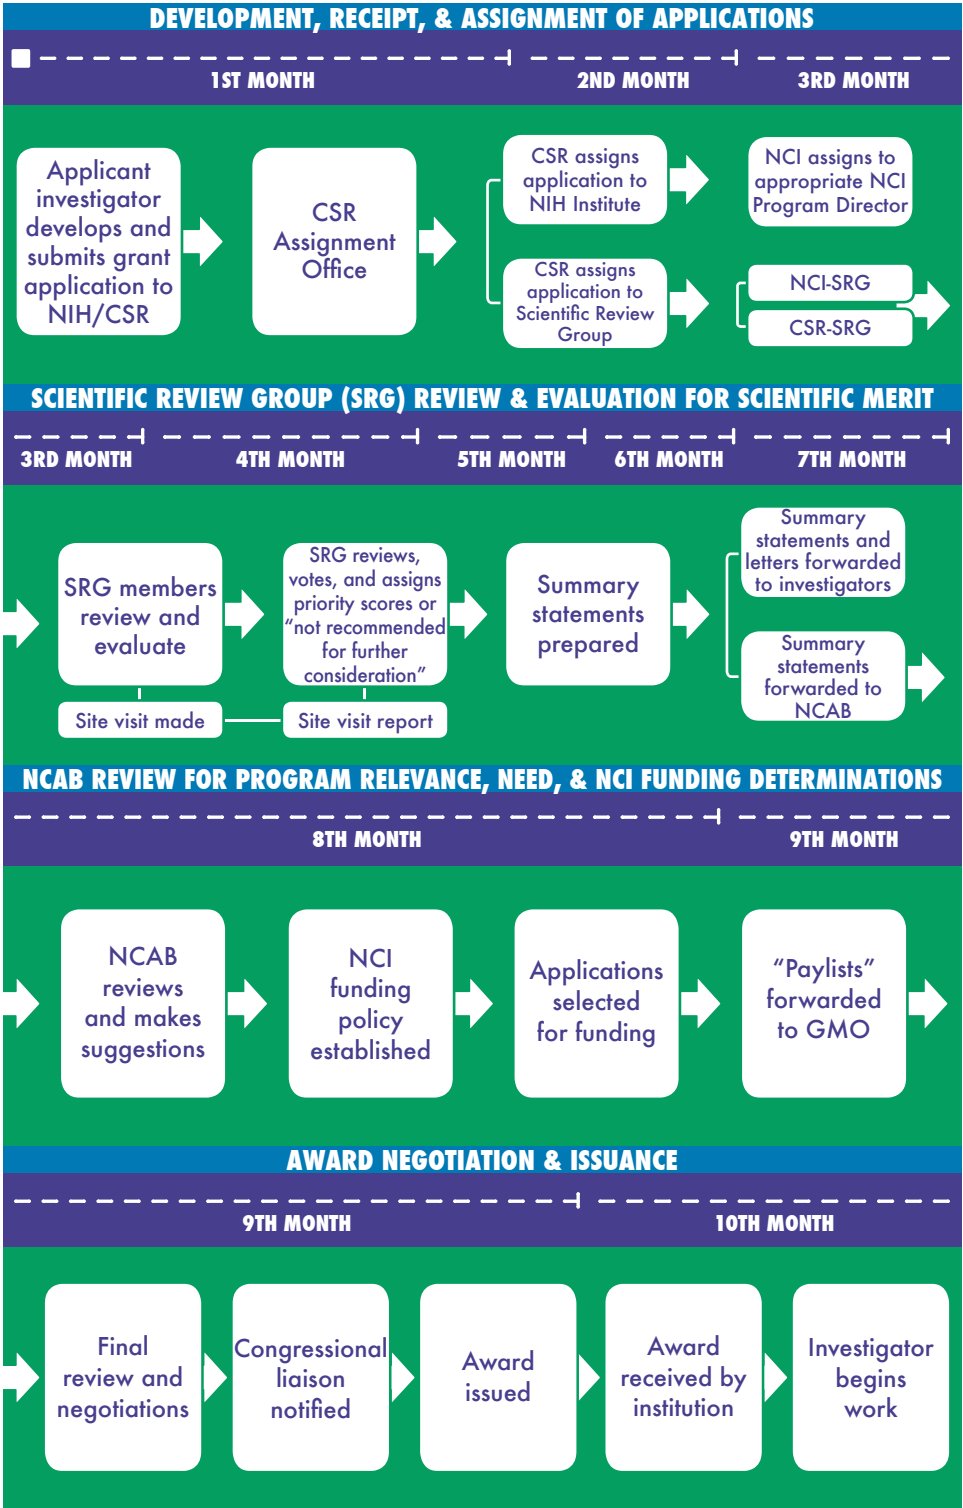 DEVELOPMENT, RECEIPT, & ASSIGNMENT OF APPLICATIONS
1ST MONTH
2ND MONTH
3RD MONTH
Applicant
investigator
develops and
submits grant
application to
NIH/CSR
CSR
Assignment
Office
CSR assigns
application to
NIH Institute
NCI assigns to
appropriate NCI
Program Director
CSR assigns
application to
Scientific Review
Group
NCI-SRG
CSR-SRG
SCIENTIFIC REVIEW GROUP (SRG) REVIEW & EVALUATION FOR SCIENTIFIC MERIT
3RD MONTH
4TH MONTH
5TH MONTH
6TH MONTH
7TH MONTH
SRG members
review and
evaluate
Site visit made
SRG reviews,
votes, and assigns
priority scores or
“not recommended
for further
consideration”
Site visit report
Summary
statements
prepared
Summary
statements and
letters forwarded
to investigators
Summary
statements
forwarded to
NCAB
NCAB REVIEW FOR PROGRAM RELEVANCE, NEED, & NCI FUNDING DETERMINATIONS
8TH MONTH
9TH MONTH
NCAB
reviews
and makes
suggestions
NCI
funding
policy
established
Applications
selected
for funding
“Paylists”
forwarded
to GMO
AWARD NEGOTIATION & ISSUANCE
9TH MONTH
10TH MONTH
Final
review and
negotiations
Congressional
liaison
notified
Award
issued
Award
received by
institution
Investigator
begins
work